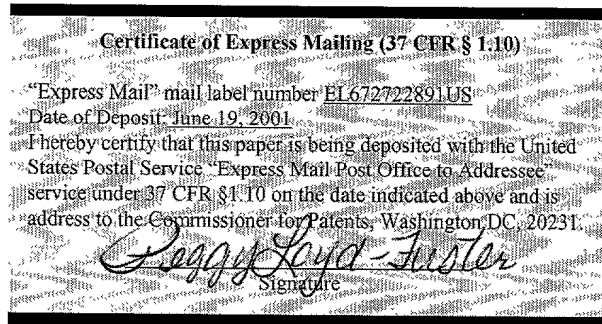 Certificate of Express Mailing (37 CFR § 1.10)
"Express Mail" mail label number EL672722891US
Date of Deposit: June 19, 2001
I hereby certify that this paper is being deposited with the United
States Postal Service "Express Mail Post Office to Addressee"
service under 37 CFR §1.10 on the date indicated above and is
address to the Commissioner for Patents, Washington, DC, 20231.
Peggy Loyd-Fuster
Signature